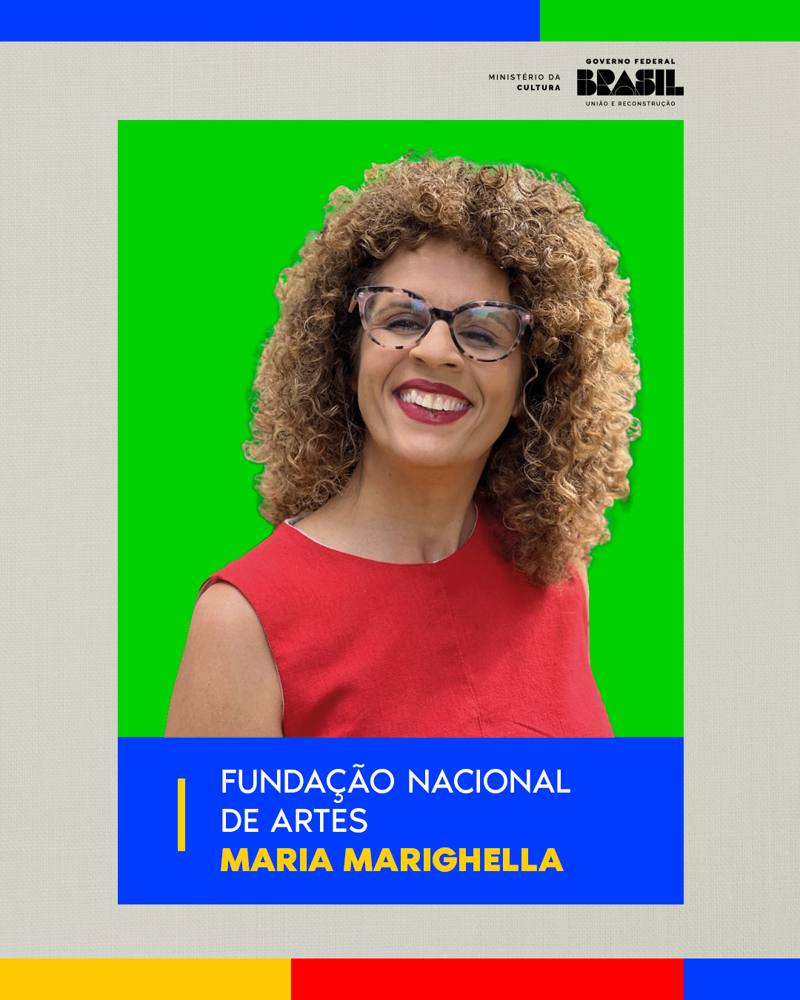 GOVERNO FEDERAL
MINISTÉRIO DA
CULTURA
BRASIL
UNIÃO E RECONSTRUÇÃO
FUNDAÇÃO NACIONAL
DE ARTES
MARIA MARIGHELLA